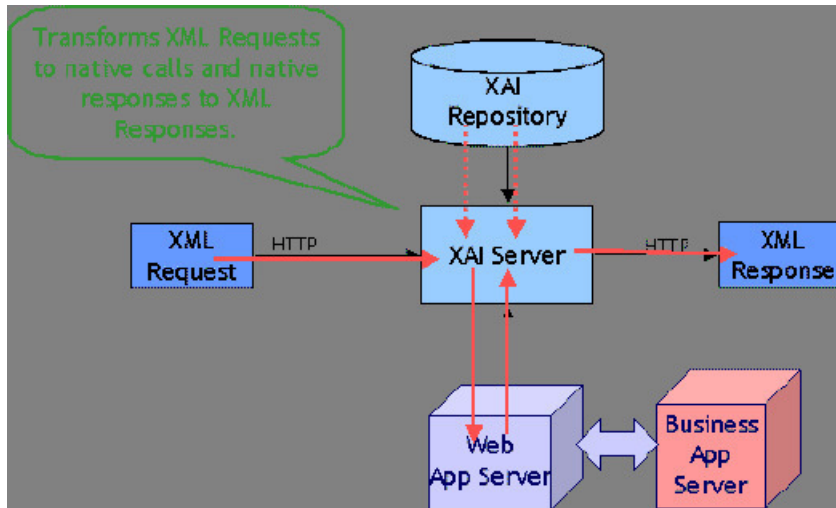 Transforms XML Requests
to native calls and native
responses to XML
Responses.
XAI
Repository
XML
Request
HTTP
XAI Server
HTTP
XML
Response
Web
App Server
Business
App
Server